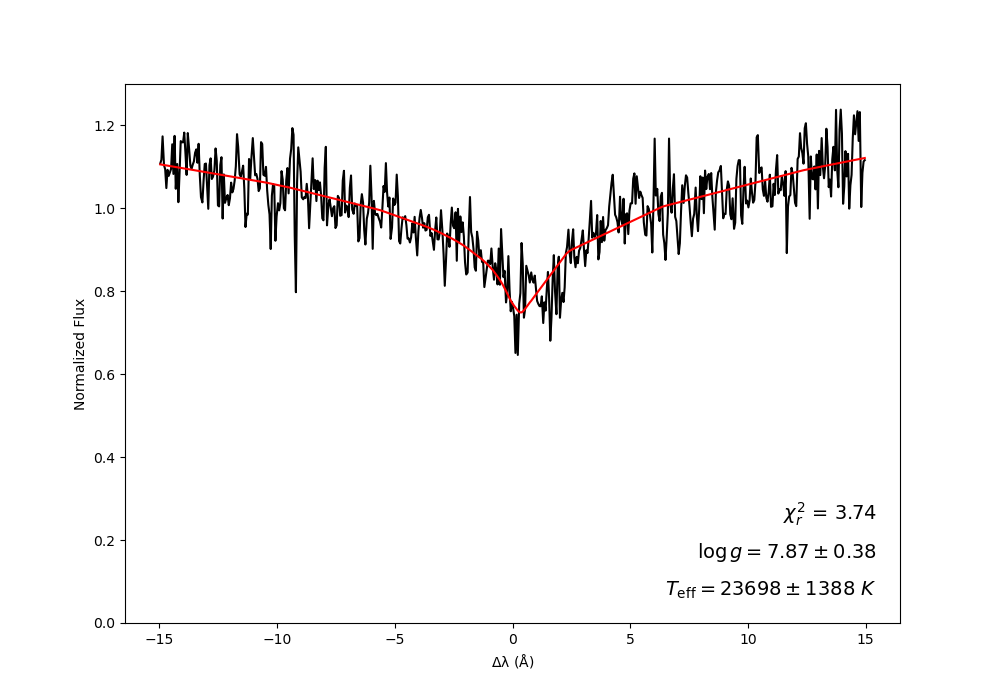 Normalized Flux
1.2
1.0
0.8
0.6
0.4
0.2
0.0
χ²ᵣ = 3.74
log g = 7.87 ± 0.38
T_eff = 23698 ± 1388 K
−15 −10 −5 0 5 10 15
Δλ (Å)